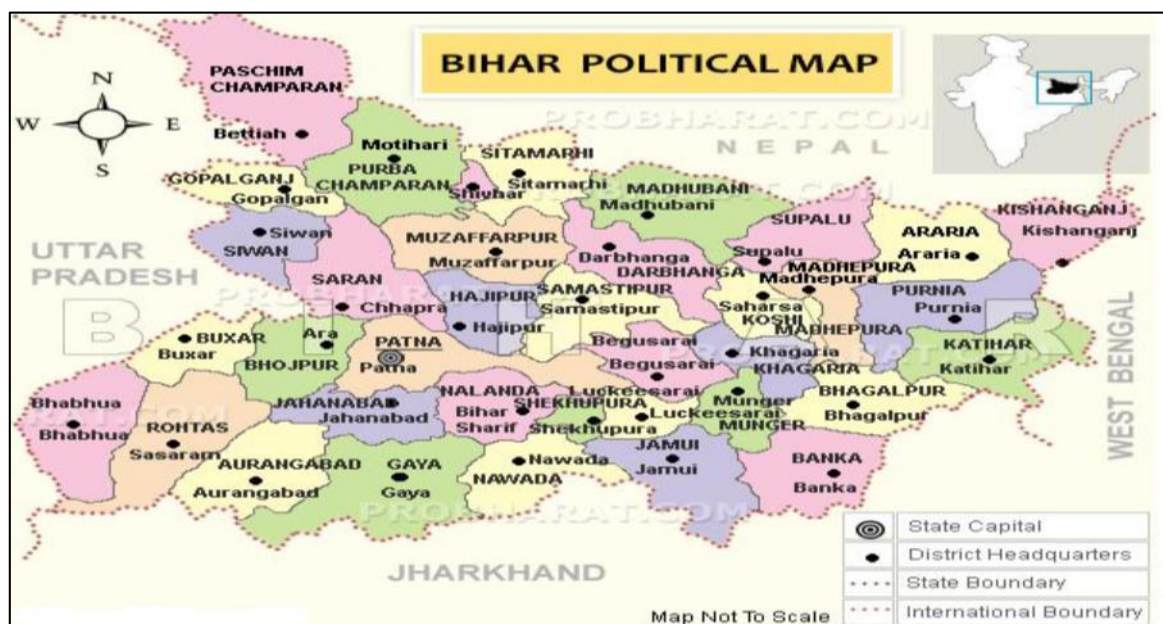 BIHAR POLITICAL MAP
N
W E
S
PROBHARAT.COM
NEPAL
PASCHIM
CHAMPARAN
Bettiah
Motihari
PURBA
CHAMPARAN
SITAMARHI
Sitamarhi
Shivhar
GOPALGANJ
Gopalgan
MADHUBANI
Madhubani
SUPALU
Supalu
KISHANGANJ
Kishanganj
ARARIA
Araria
UTTAR
PRADESH
Siwan
SIWAN
MUZAFFARPUR
Muzaffarpur
Darbhanga
DARBHANGA
MADHEPURA
Madhepura
MADHEPURA
SARAN
Chhapra
HAJIPUR
Hajipur
SAMASTIPUR
Samastipur
Saharsa
KOSHI
PURNIA
Purnia
BIHAR
BUXAR
Buxar
Ara
BHOJPUR
PATNA
Patna
Begusarai
Begusarai
Khagaria
KHAGARIA
KATIHAR
Katihar
WEST BENGAL
Bhabhua
Bhabhua
ROHTAS
Sasaram
JAHANABAD
Jahanabad
NALANDA
Bihar
Sharif
SHEKHUPURA
Shekhupura
Luckeesarai
Luckeesarai
Munger
MUNGER
BHAGALPUR
Bhagalpur
AURANGABAD
Aurangabad
GAYA
Gaya
Nawada
NAWADA
JAMUI
Jamui
BANKA
Banka
PROBHARAT.COM
JHARKHAND
State Capital
District Headquarters
State Boundary
International Boundary
Map Not To Scale